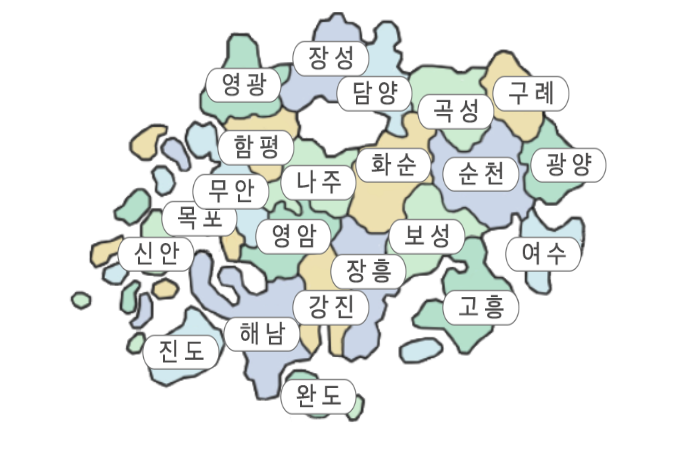 장성
영광
담양
구례
곡성
함평
화순
광양
순천
나주
무안
목포
영암
보성
신안
여수
장흥
강진
고흥
해남
진도
완도